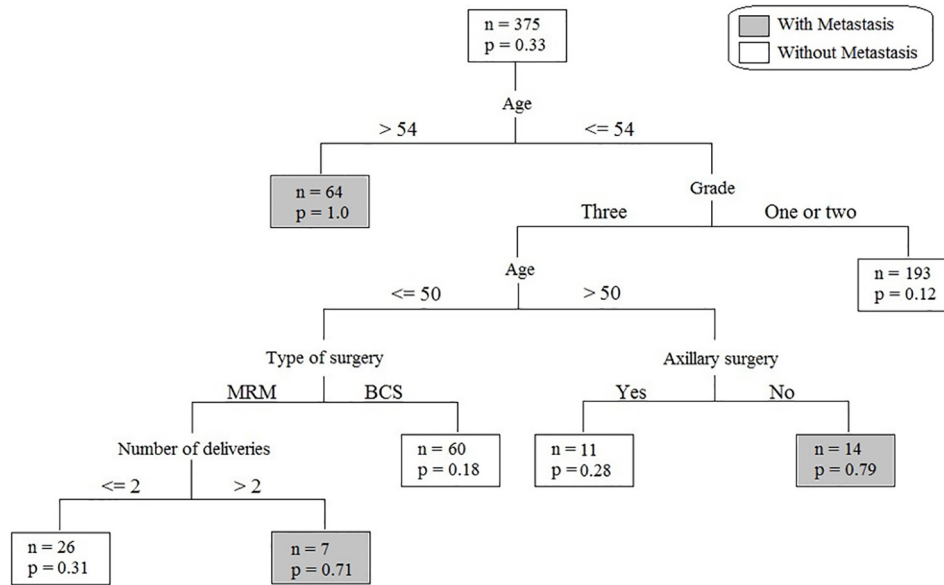 n = 375
p = 0.33
With Metastasis
Without Metastasis
Age
> 54
<= 54
n = 64
p = 1.0
Grade
Three
One or two
Age
n = 193
p = 0.12
<= 50
> 50
Type of surgery
Axillary surgery
MRM
BCS
Yes
No
Number of deliveries
n = 60
p = 0.18
n = 11
p = 0.28
n = 14
p = 0.79
<= 2
> 2
n = 26
p = 0.31
n = 7
p = 0.71